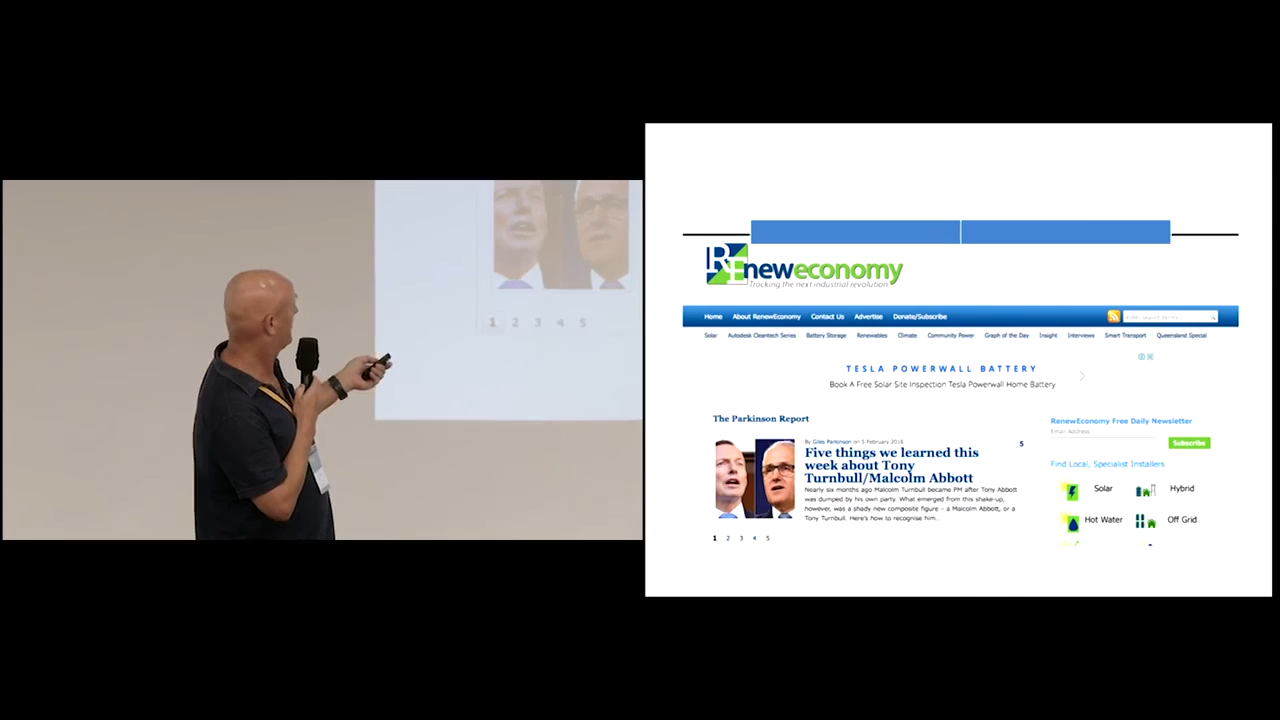 1 2 3 4 5
REneweconomy
Tracking the next industrial revolution
Home About RenewEconomy Contact Us Advertise Donate/Subscribe
Solar Autodesk Cleantech Series Battery Storage Renewables Climate Community Power Graph of the Day Insight Interviews Smart Transport Queensland Special
TESLA POWERWALL BATTERY
Book A Free Solar Site Inspection Tesla Powerwall Home Battery
The Parkinson Report
By Giles Parkinson on 5 February 2016
5
Five things we learned this
week about Tony
Turnbull/Malcolm Abbott
Nearly six months ago Malcolm Turnbull became PM after Tony Abbott
was dumped by his own party. What emerged from this shake-up,
however, was a shady new composite figure – a Malcolm Abbott, or a
Tony Turnbull. Here's how to recognise him...
1 2 3 4 5
RenewEconomy Free Daily Newsletter
Email Address
Subscribe
Find Local, Specialist Installers
Solar Hybrid
Hot Water Off Grid